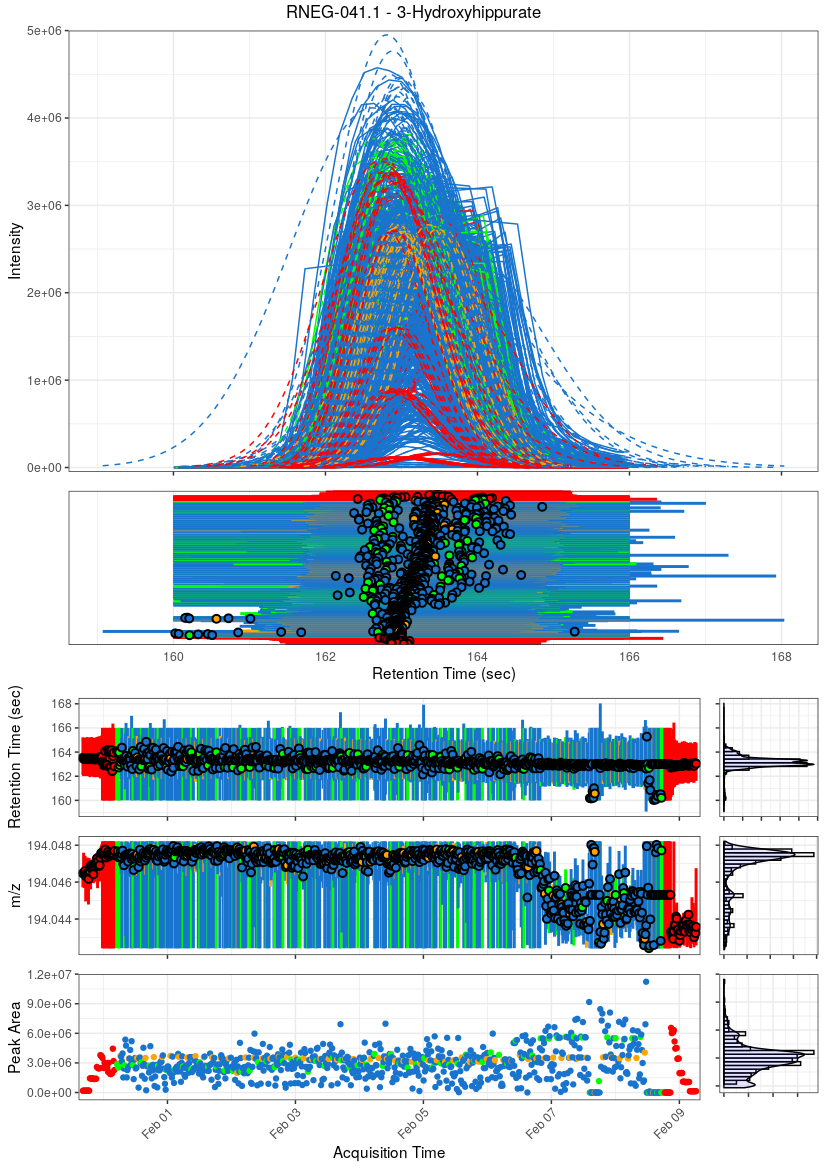 RNEG-041.1 - 3-Hydroxyhippurate
5e+06
4e+06
3e+06
2e+06
1e+06
0e+00
Intensity
160
162
164
166
168
Retention Time (sec)
168
166
164
162
160
Retention Time (sec)
194.048
194.046
194.044
m/z
1.2e+07
9.0e+06
6.0e+06
3.0e+06
0.0e+00
Peak Area
Feb 01
Feb 03
Feb 05
Feb 07
Feb 09
Acquisition Time